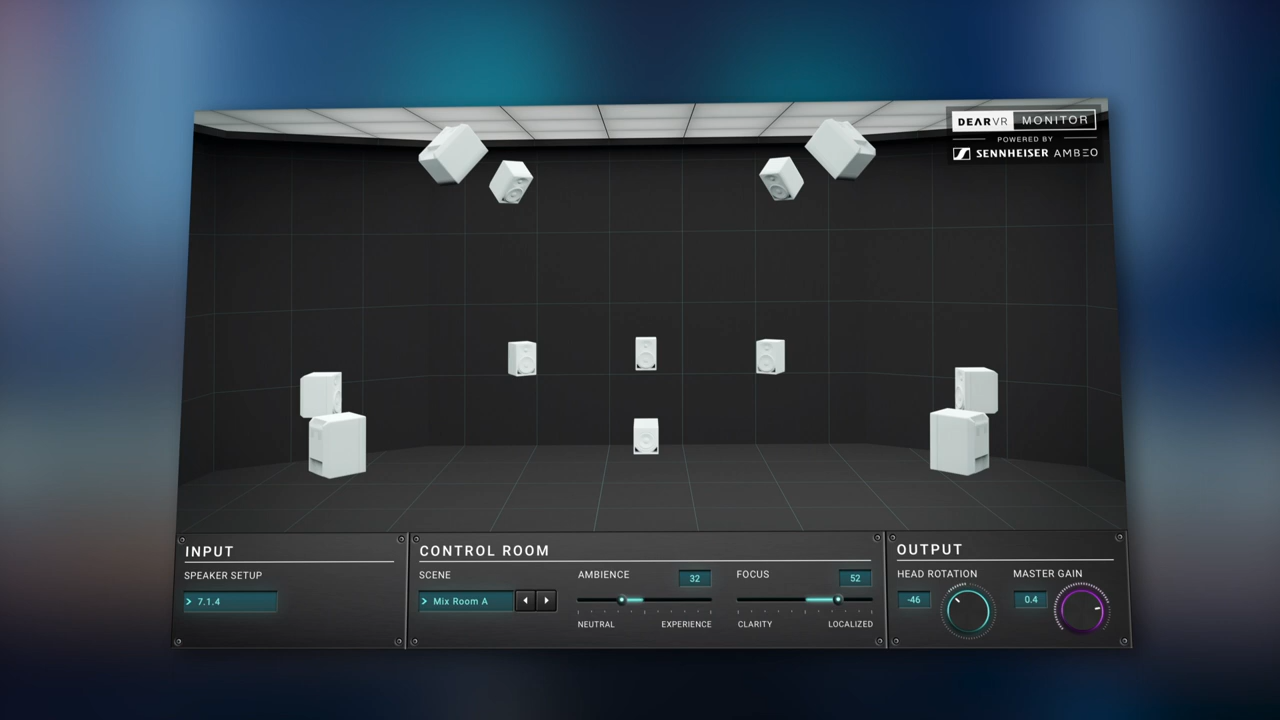 DEARVR MONITOR
POWERED BY
SENNHEISER AMBEO
INPUT
SPEAKER SETUP
> 7.1.4
CONTROL ROOM
SCENE
> Mix Room A
AMBIENCE
32
NEUTRAL
EXPERIENCE
FOCUS
52
CLARITY
LOCALIZED
OUTPUT
HEAD ROTATION
-46
MASTER GAIN
0.4